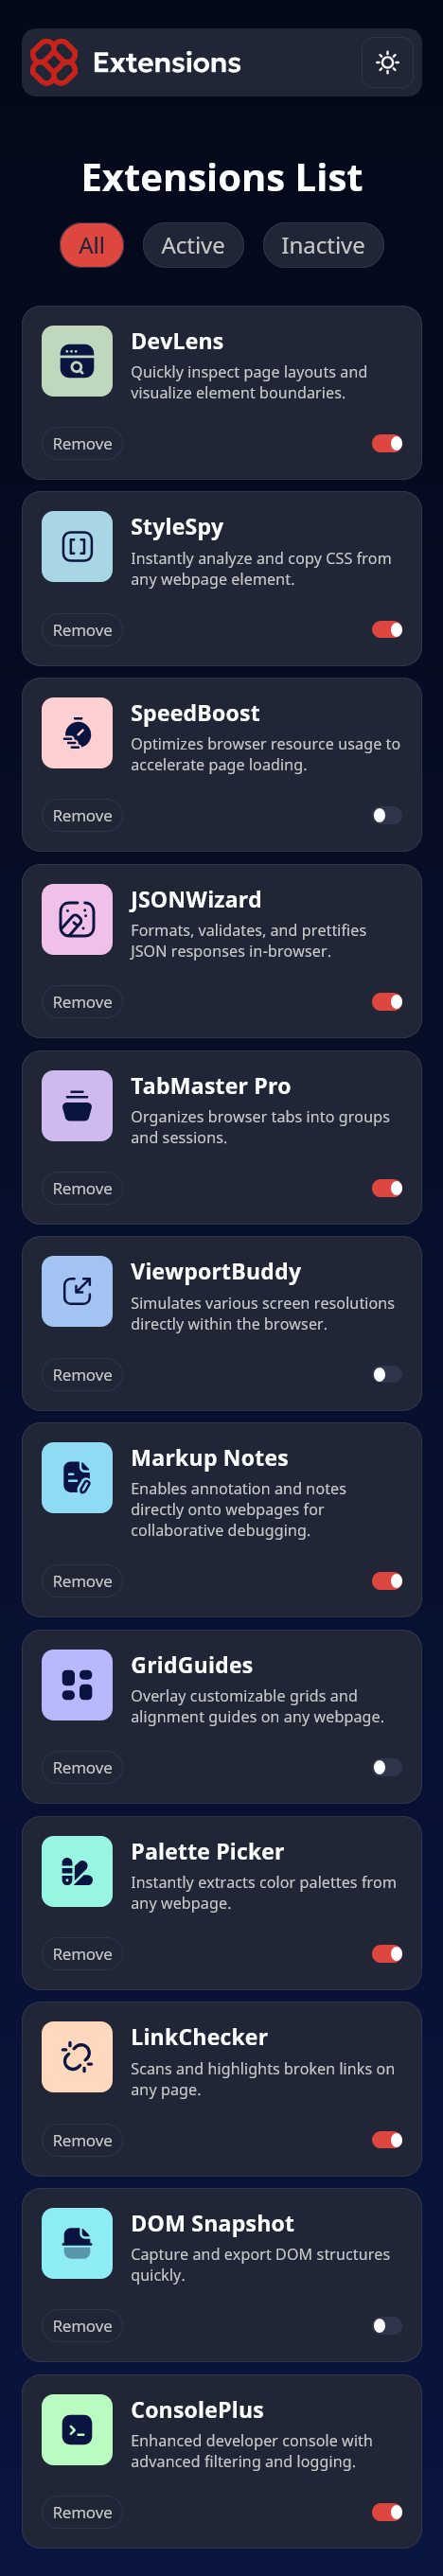 Extensions
Extensions List
All Active Inactive
DevLens
Quickly inspect page layouts and
visualize element boundaries.
Remove
StyleSpy
Instantly analyze and copy CSS from
any webpage element.
Remove
SpeedBoost
Optimizes browser resource usage to
accelerate page loading.
Remove
JSONWizard
Formats, validates, and prettifies
JSON responses in-browser.
Remove
TabMaster Pro
Organizes browser tabs into groups
and sessions.
Remove
ViewportBuddy
Simulates various screen resolutions
directly within the browser.
Remove
Markup Notes
Enables annotation and notes
directly onto webpages for
collaborative debugging.
Remove
GridGuides
Overlay customizable grids and
alignment guides on any webpage.
Remove
Palette Picker
Instantly extracts color palettes from
any webpage.
Remove
LinkChecker
Scans and highlights broken links on
any page.
Remove
DOM Snapshot
Capture and export DOM structures
quickly.
Remove
ConsolePlus
Enhanced developer console with
advanced filtering and logging.
Remove